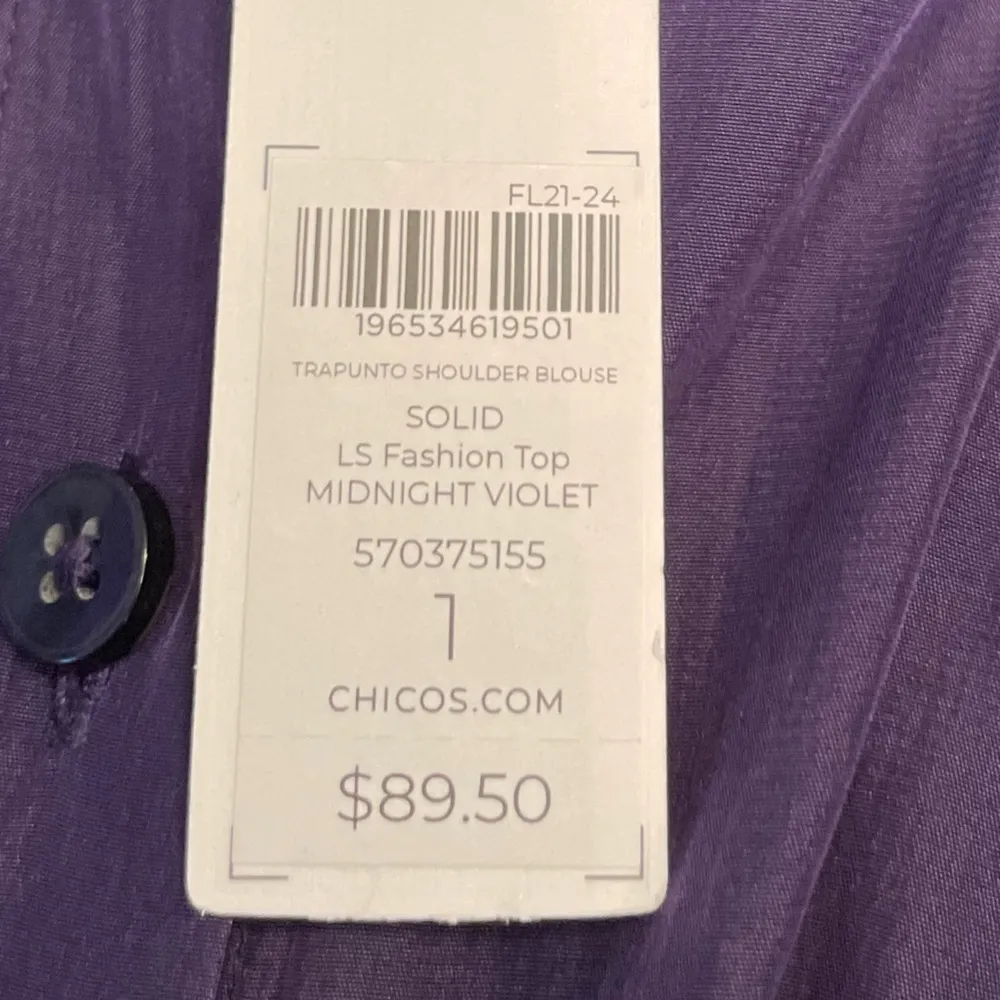 FL21-24
196534619501
TRAPUNTO SHOULDER BLOUSE
SOLID
LS Fashion Top
MIDNIGHT VIOLET
570375155
1
CHICOS.COM
$89.50